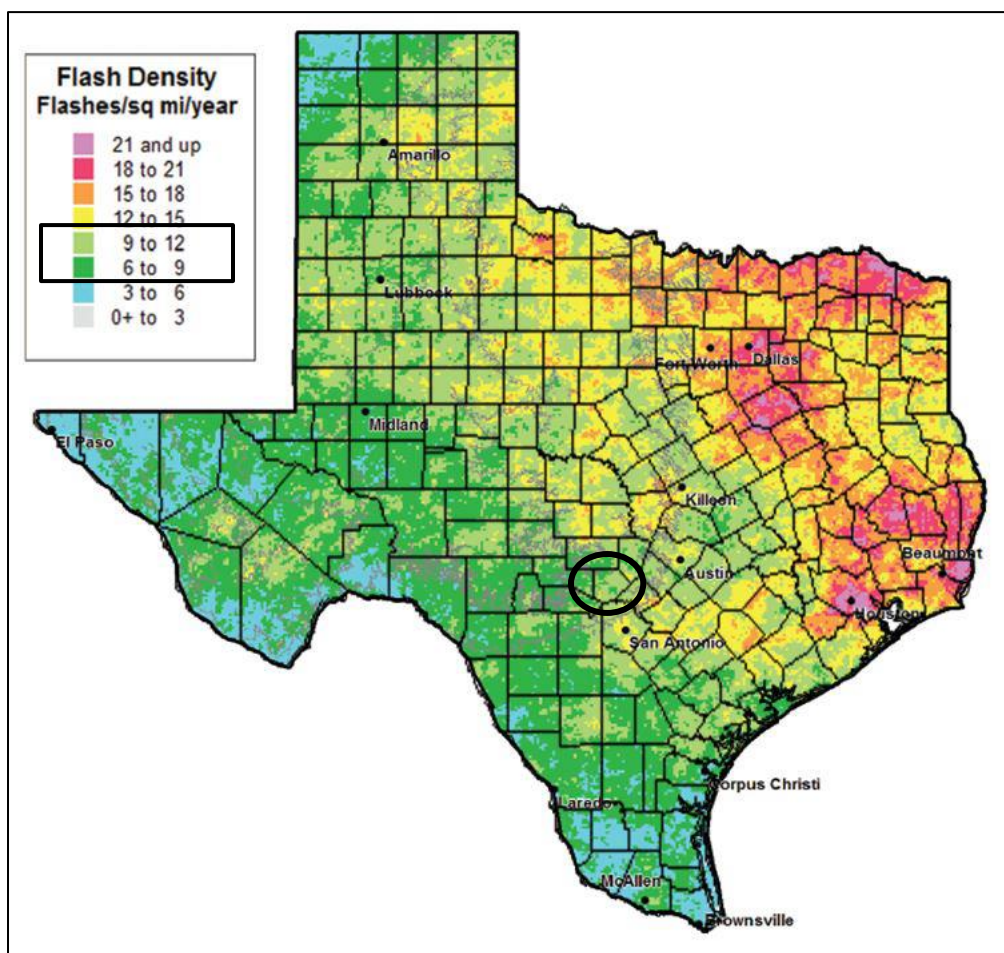 Flash Density
Flashes/sq mi/year
21 and up
18 to 21
15 to 18
12 to 15
9 to 12
6 to 9
3 to 6
0+ to 3
Amarillo
Lubbock
Fort Worth
Dallas
Midland
El Paso
Killeen
Beaumont
Austin
Houston
San Antonio
Corpus Christi
Laredo
McAllen
Brownsville